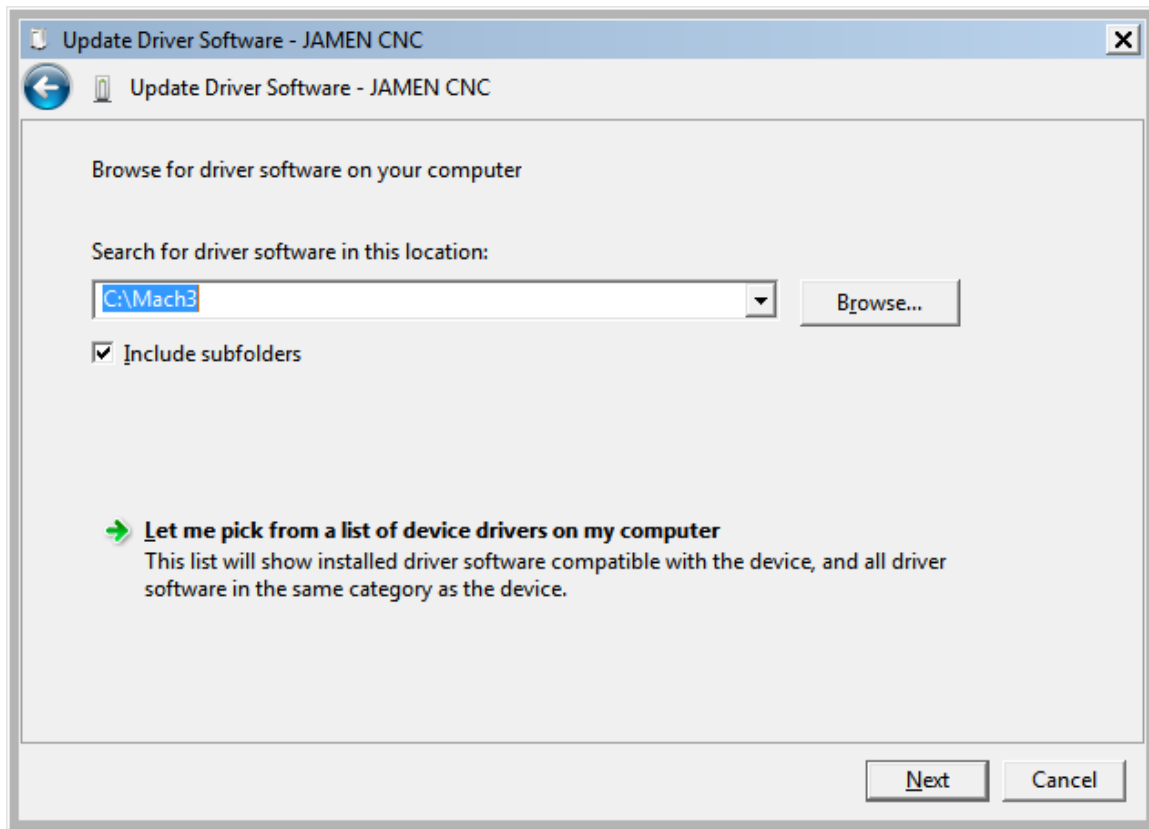 Update Driver Software - JAMEN CNC
Update Driver Software - JAMEN CNC
Browse for driver software on your computer
Search for driver software in this location:
C:\Mach3
Browse...
Include subfolders
Let me pick from a list of device drivers on my computer
This list will show installed driver software compatible with the device, and all driver
software in the same category as the device.
Next
Cancel